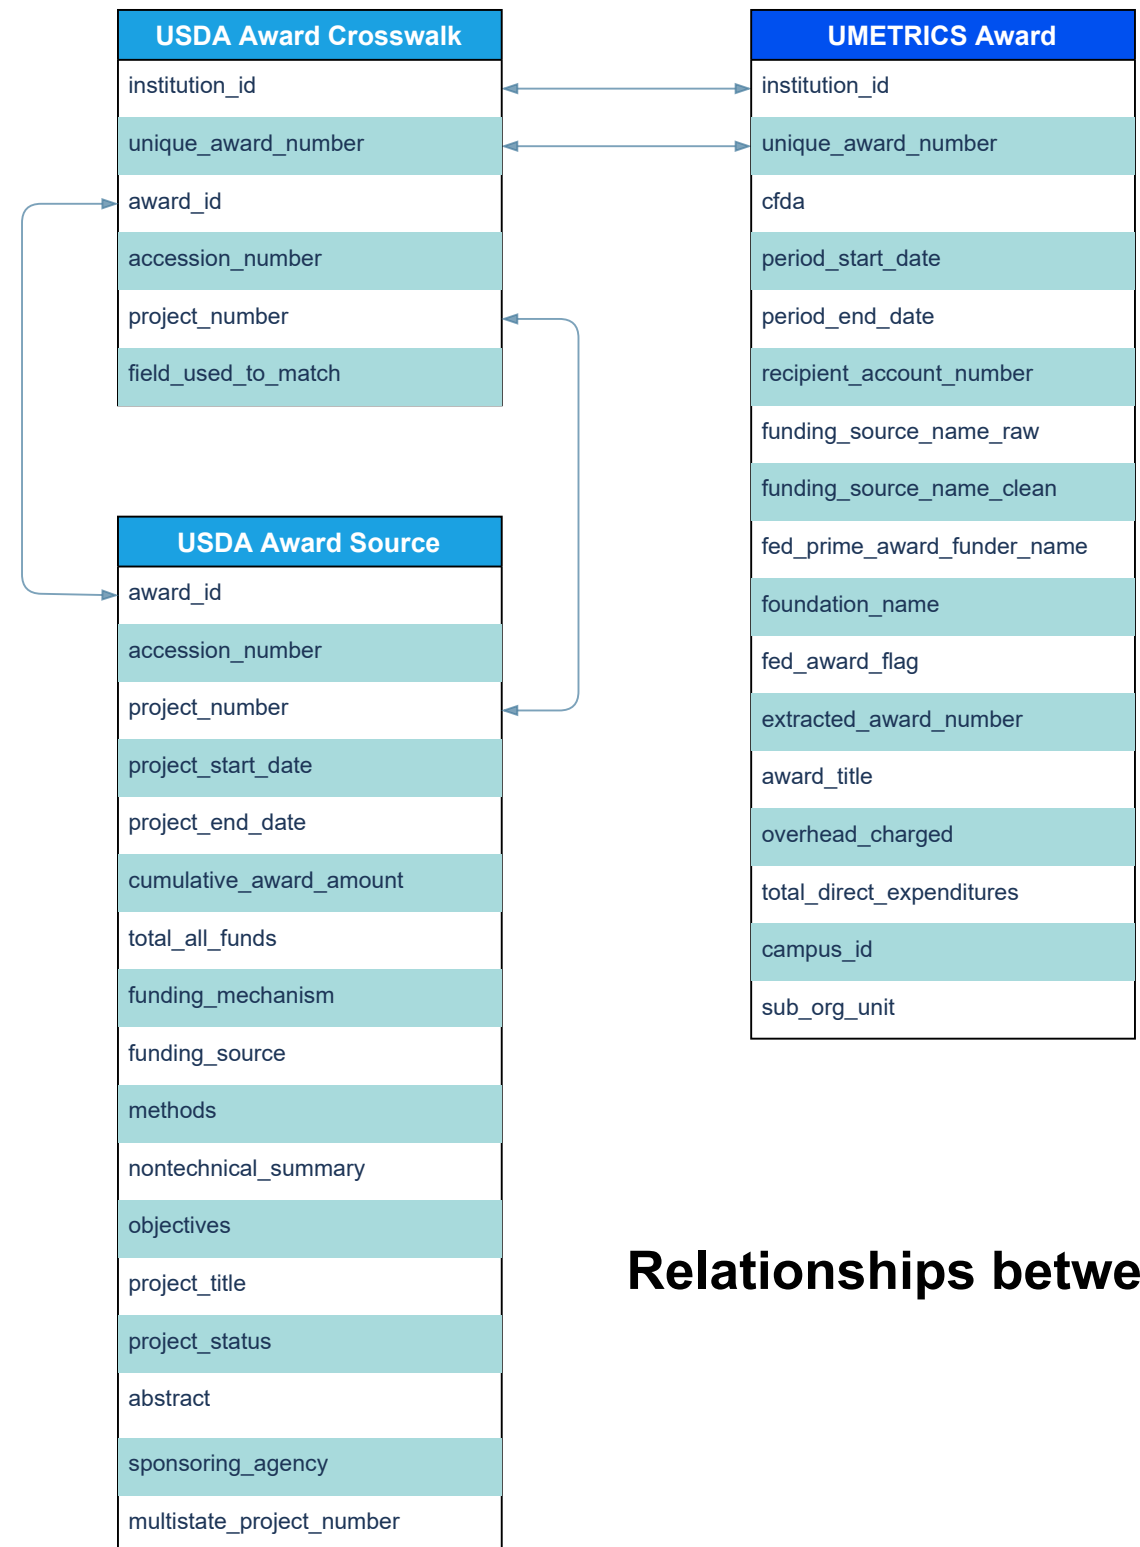 USDA Award Crosswalk
institution_id
unique_award_number
award_id
accession_number
project_number
field_used_to_match
USDA Award Source
award_id
accession_number
project_number
project_start_date
project_end_date
cumulative_award_amount
total_all_funds
funding_mechanism
funding_source
methods
nontechnical_summary
objectives
project_title
project_status
abstract
sponsoring_agency
multistate_project_number
UMETRICS Award
institution_id
unique_award_number
cfda
period_start_date
period_end_date
recipient_account_number
funding_source_name_raw
funding_source_name_clean
fed_prime_award_funder_name
foundation_name
fed_award_flag
extracted_award_number
award_title
overhead_charged
total_direct_expenditures
campus_id
sub_org_unit
Relationships betwe